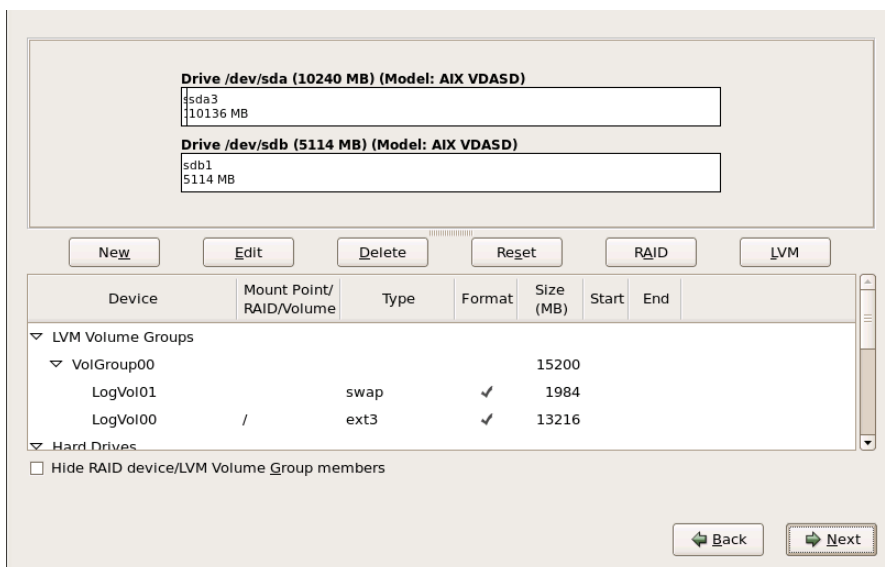 Drive /dev/sda (10240 MB) (Model: AIX VDASD)
sda3
10136 MB
Drive /dev/sdb (5114 MB) (Model: AIX VDASD)
sdb1
5114 MB
New Edit Delete Reset RAID LVM
Device Mount Point/ RAID/Volume Type Format Size (MB) Start End
LVM Volume Groups
VolGroup00 15200
LogVol01 swap 1984
LogVol00 / ext3 13216
Hard Drives
Hide RAID device/LVM Volume Group members
Back Next